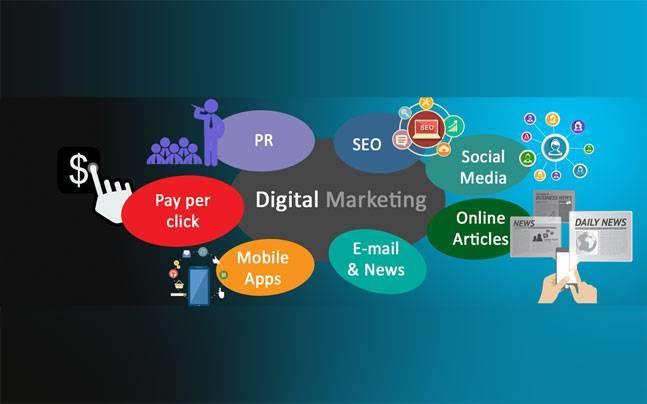 PR
SEO
SEO
Social
Media
$
Pay per
click
Digital Marketing
Online
Articles
BUSINESS NEWS
NEWS
DAILY NEWS
Mobile
Apps
E-mail
& News